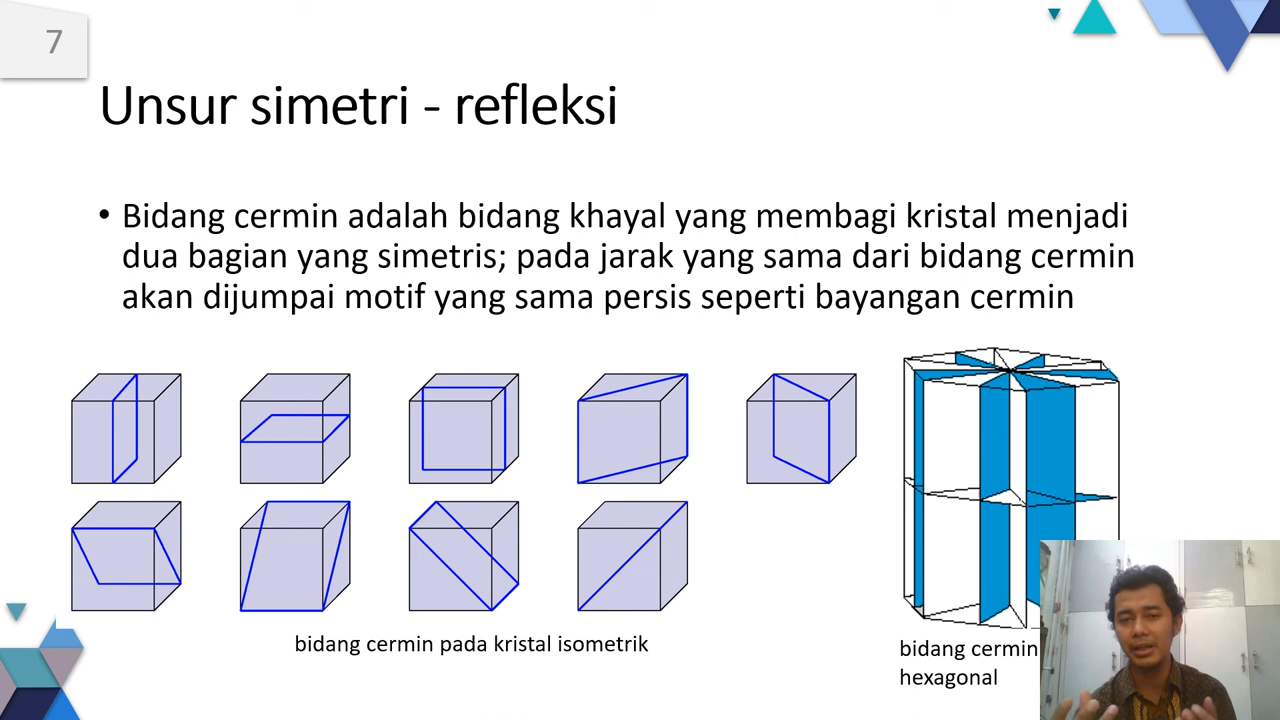 7
Unsur simetri - refleksi
• Bidang cermin adalah bidang khayal yang membagi kristal menjadi
dua bagian yang simetris; pada jarak yang sama dari bidang cermin
akan dijumpai motif yang sama persis seperti bayangan cermin
bidang cermin pada kristal isometrik
bidang cermin
hexagonal